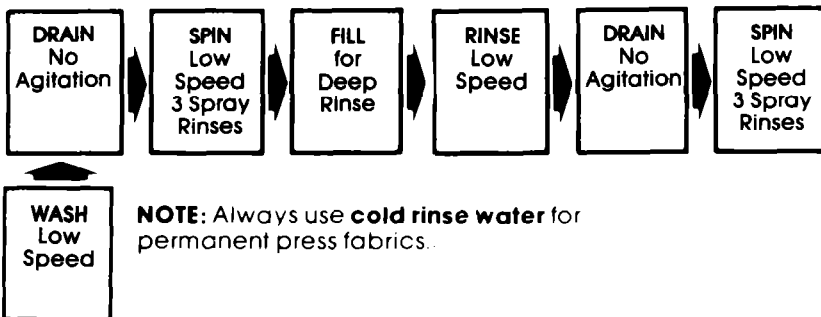 DRAIN
No
Agitation
SPIN
Low
Speed
3 Spray
Rinses
FILL
for
Deep
Rinse
RINSE
Low
Speed
DRAIN
No
Agitation
SPIN
Low
Speed
3 Spray
Rinses
WASH
Low
Speed
NOTE: Always use cold rinse water for
permanent press fabrics.